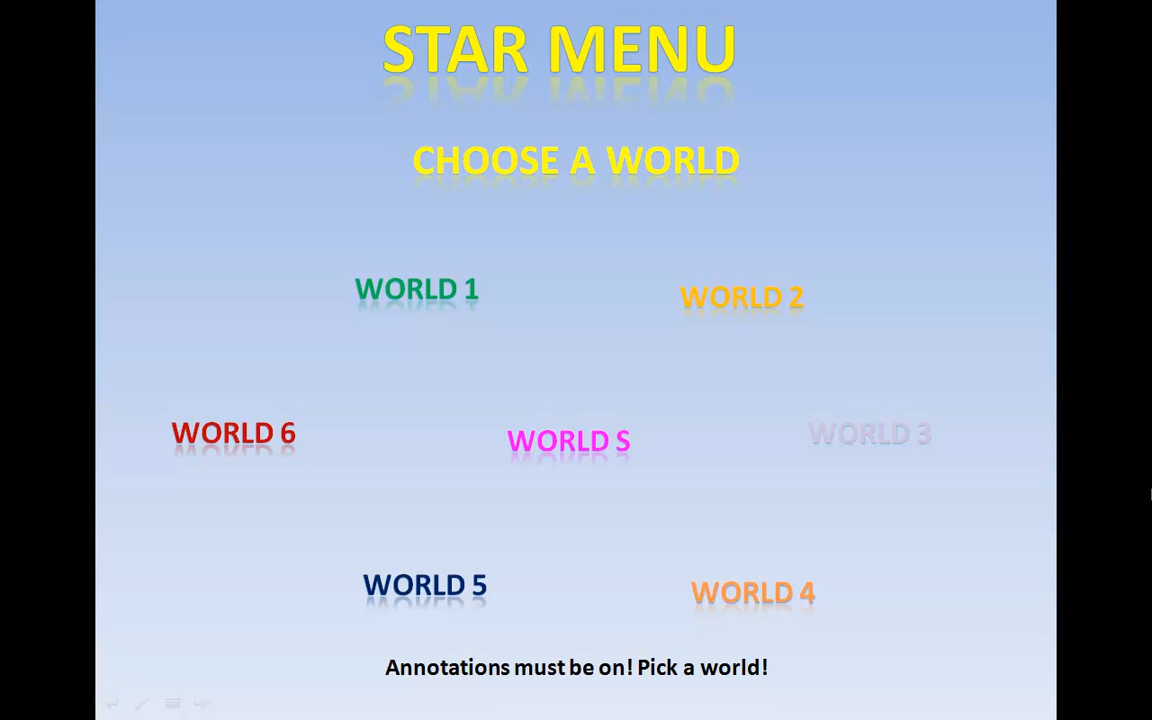 STAR MENU
CHOOSE A WORLD
WORLD 1
WORLD 2
WORLD 6
WORLD S
WORLD 3
WORLD 5
WORLD 4
Annotations must be on! Pick a world!